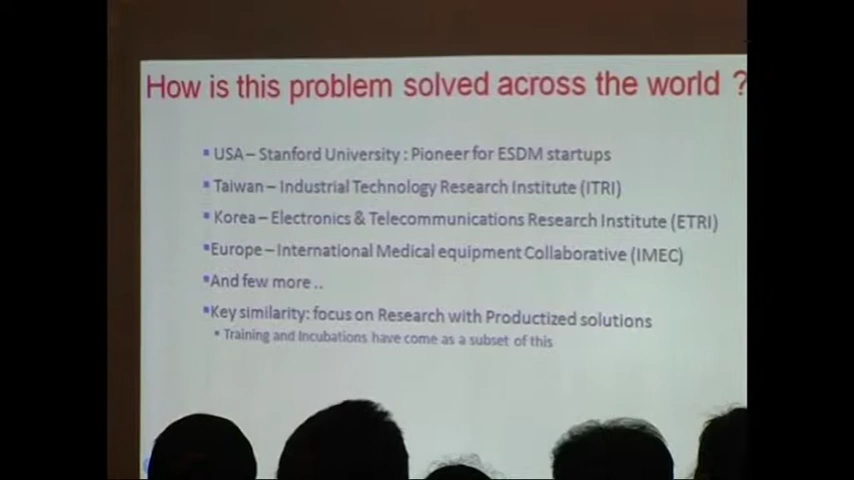 How is this problem solved across the world ?
▪ USA – Stanford University : Pioneer for ESDM startups
▪ Taiwan – Industrial Technology Research Institute (ITRI)
▪ Korea – Electronics & Telecommunications Research Institute (ETRI)
▪ Europe – International Medical equipment Collaborative (IMEC)
▪ And few more ..
▪ Key similarity: focus on Research with Productized solutions
▪ Training and Incubations have come as a subset of this